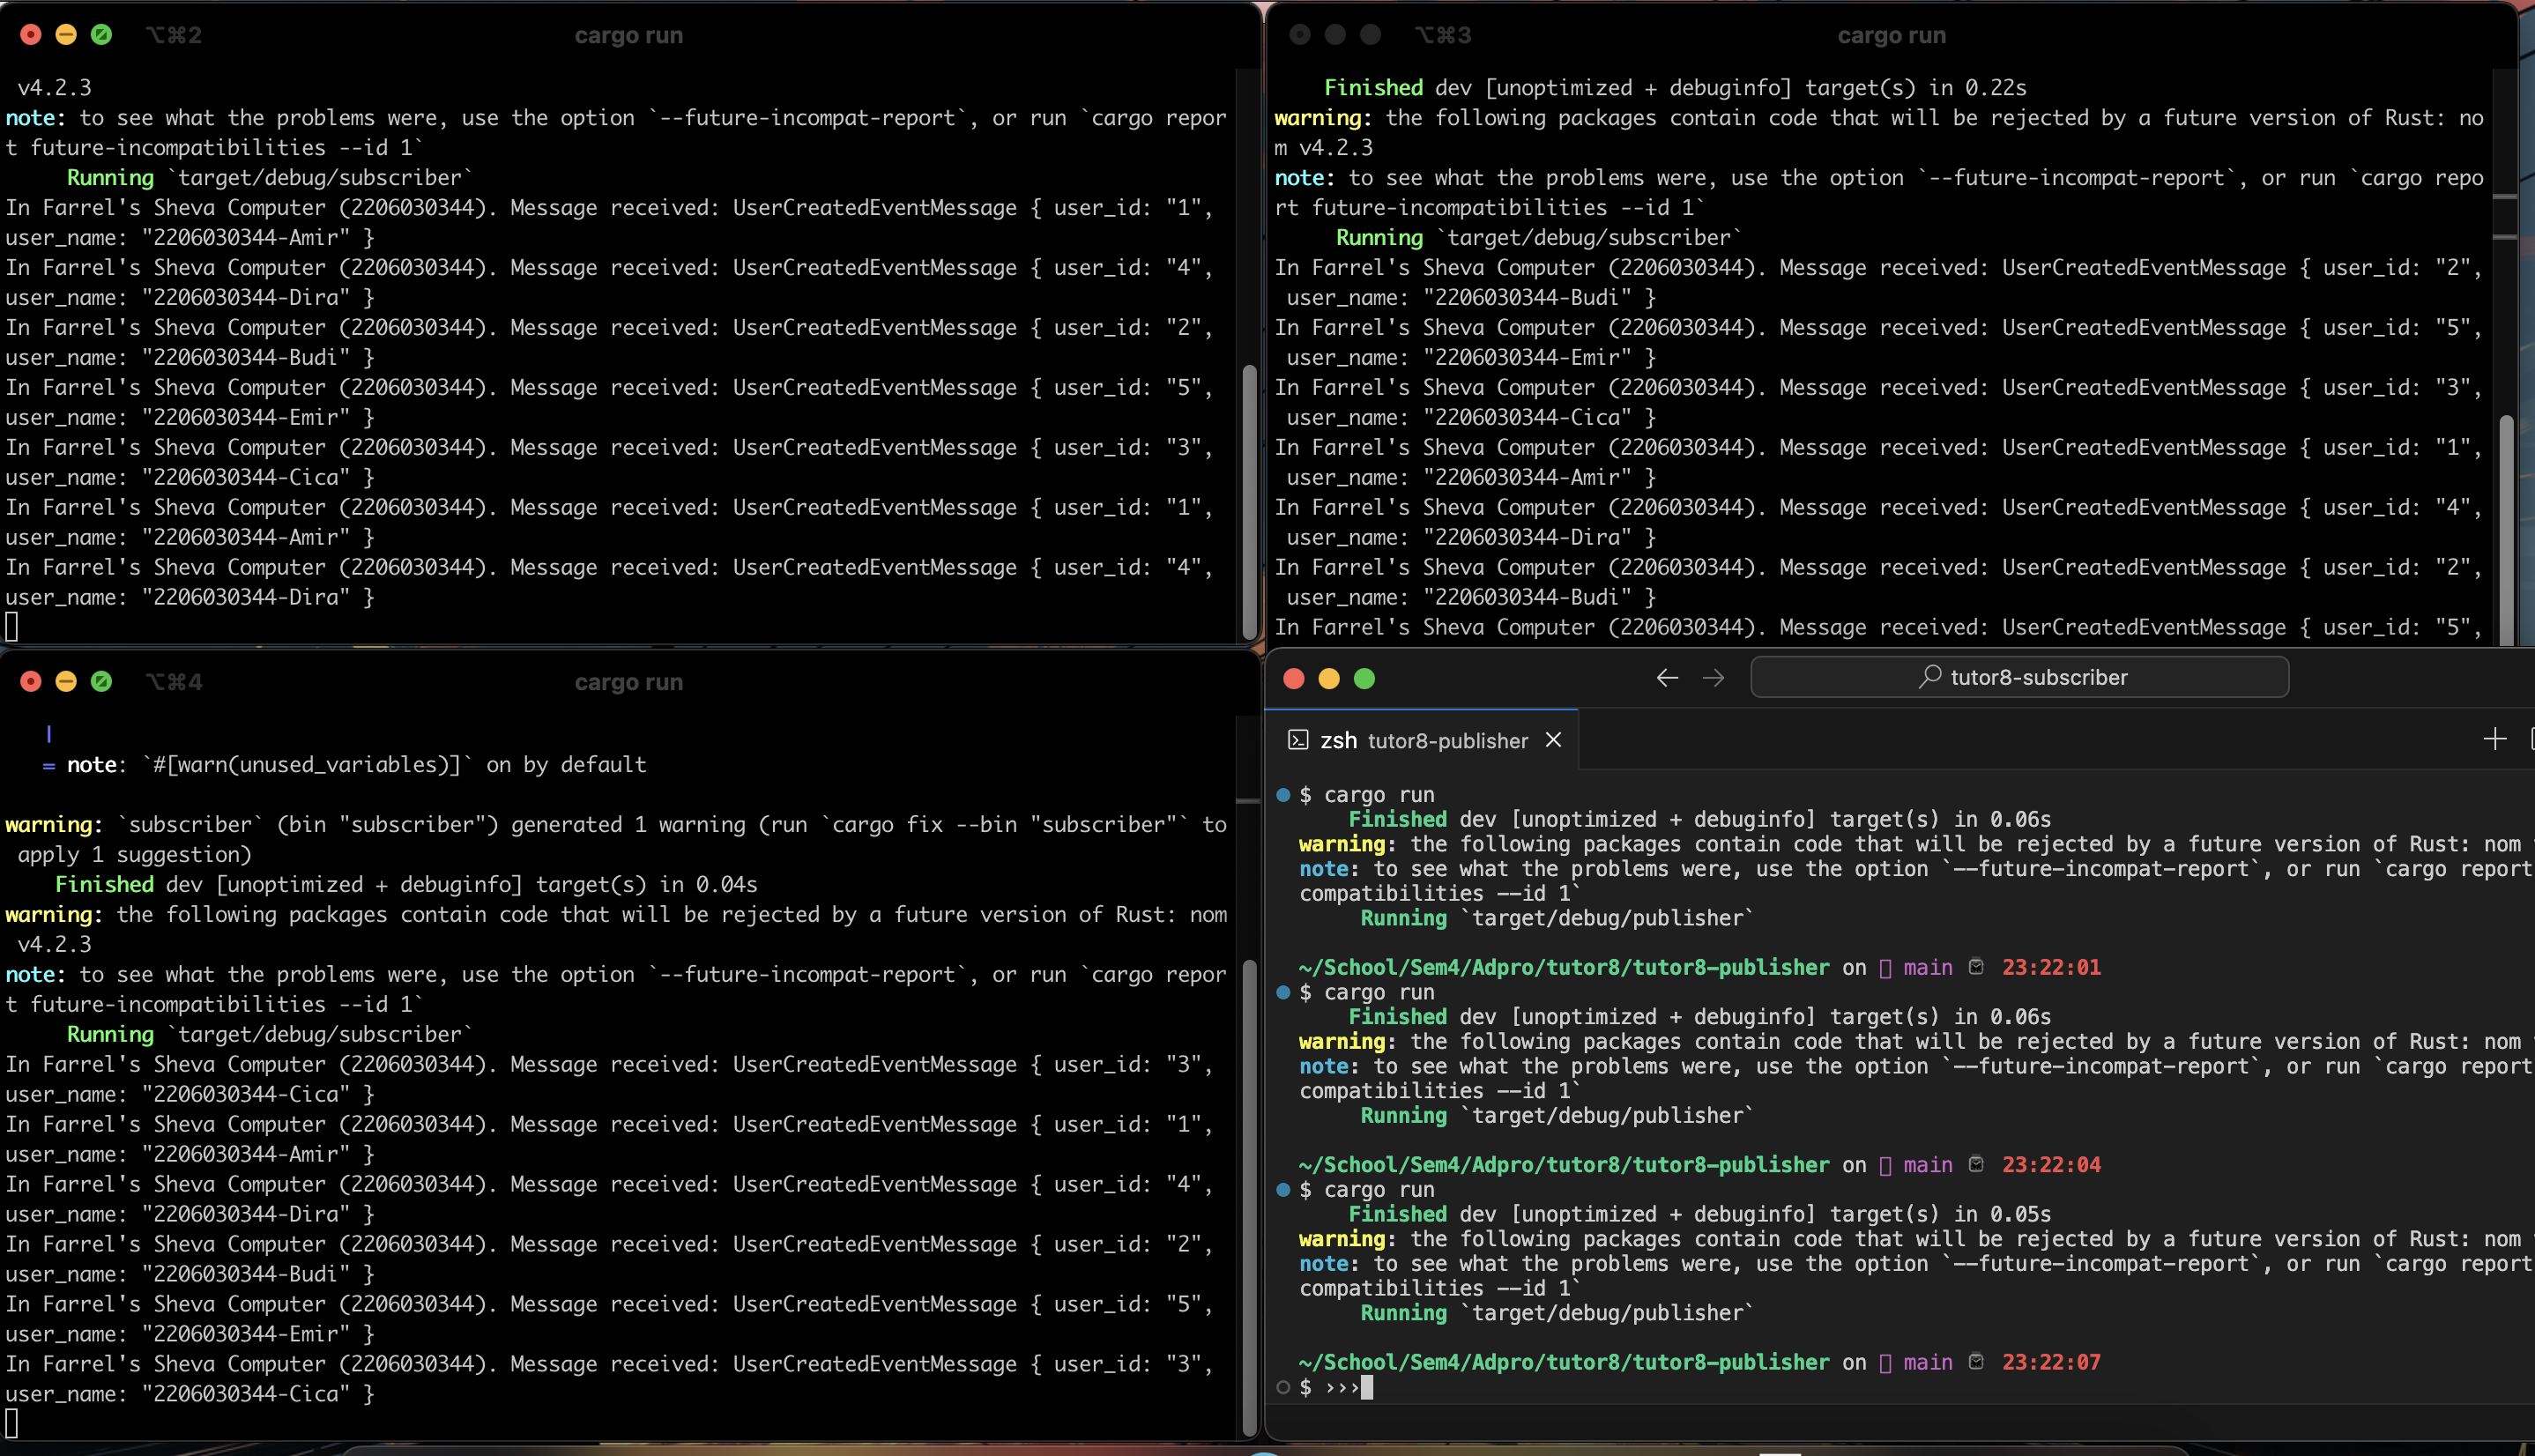 ⌥⌘2
cargo run
v4.2.3
note: to see what the problems were, use the option `--future-incompat-report`, or run `cargo repor
t future-incompatibilities --id 1`
Running `target/debug/subscriber`
In Farrel's Sheva Computer (2206030344). Message received: UserCreatedEventMessage { user_id: "1",
user_name: "2206030344-Amir" }
In Farrel's Sheva Computer (2206030344). Message received: UserCreatedEventMessage { user_id: "4",
user_name: "2206030344-Dira" }
In Farrel's Sheva Computer (2206030344). Message received: UserCreatedEventMessage { user_id: "2",
user_name: "2206030344-Budi" }
In Farrel's Sheva Computer (2206030344). Message received: UserCreatedEventMessage { user_id: "5",
user_name: "2206030344-Emir" }
In Farrel's Sheva Computer (2206030344). Message received: UserCreatedEventMessage { user_id: "3",
user_name: "2206030344-Cica" }
In Farrel's Sheva Computer (2206030344). Message received: UserCreatedEventMessage { user_id: "1",
user_name: "2206030344-Amir" }
In Farrel's Sheva Computer (2206030344). Message received: UserCreatedEventMessage { user_id: "4",
user_name: "2206030344-Dira" }
⌥⌘3
cargo run
Finished dev [unoptimized + debuginfo] target(s) in 0.22s
warning: the following packages contain code that will be rejected by a future version of Rust: no
m v4.2.3
note: to see what the problems were, use the option `--future-incompat-report`, or run `cargo repo
rt future-incompatibilities --id 1`
Running `target/debug/subscriber`
In Farrel's Sheva Computer (2206030344). Message received: UserCreatedEventMessage { user_id: "2",
user_name: "2206030344-Budi" }
In Farrel's Sheva Computer (2206030344). Message received: UserCreatedEventMessage { user_id: "5",
user_name: "2206030344-Emir" }
In Farrel's Sheva Computer (2206030344). Message received: UserCreatedEventMessage { user_id: "3",
user_name: "2206030344-Cica" }
In Farrel's Sheva Computer (2206030344). Message received: UserCreatedEventMessage { user_id: "1",
user_name: "2206030344-Amir" }
In Farrel's Sheva Computer (2206030344). Message received: UserCreatedEventMessage { user_id: "4",
user_name: "2206030344-Dira" }
In Farrel's Sheva Computer (2206030344). Message received: UserCreatedEventMessage { user_id: "2",
user_name: "2206030344-Budi" }
In Farrel's Sheva Computer (2206030344). Message received: UserCreatedEventMessage { user_id: "5",
⌥⌘4
cargo run
|
= note: `#[warn(unused_variables)]` on by default
warning: `subscriber` (bin "subscriber") generated 1 warning (run `cargo fix --bin "subscriber"` to
apply 1 suggestion)
Finished dev [unoptimized + debuginfo] target(s) in 0.04s
warning: the following packages contain code that will be rejected by a future version of Rust: nom
v4.2.3
note: to see what the problems were, use the option `--future-incompat-report`, or run `cargo repor
t future-incompatibilities --id 1`
Running `target/debug/subscriber`
In Farrel's Sheva Computer (2206030344). Message received: UserCreatedEventMessage { user_id: "3",
user_name: "2206030344-Cica" }
In Farrel's Sheva Computer (2206030344). Message received: UserCreatedEventMessage { user_id: "1",
user_name: "2206030344-Amir" }
In Farrel's Sheva Computer (2206030344). Message received: UserCreatedEventMessage { user_id: "4",
user_name: "2206030344-Dira" }
In Farrel's Sheva Computer (2206030344). Message received: UserCreatedEventMessage { user_id: "2",
user_name: "2206030344-Budi" }
In Farrel's Sheva Computer (2206030344). Message received: UserCreatedEventMessage { user_id: "5",
user_name: "2206030344-Emir" }
In Farrel's Sheva Computer (2206030344). Message received: UserCreatedEventMessage { user_id: "3",
user_name: "2206030344-Cica" }
tutor8-subscriber
zsh tutor8-publisher
$ cargo run
Finished dev [unoptimized + debuginfo] target(s) in 0.06s
warning: the following packages contain code that will be rejected by a future version of Rust: nom
note: to see what the problems were, use the option `--future-incompat-report`, or run `cargo report
compatibilities --id 1`
Running `target/debug/publisher`
~/School/Sem4/Adpro/tutor8/tutor8-publisher on main 23:22:01
$ cargo run
Finished dev [unoptimized + debuginfo] target(s) in 0.06s
warning: the following packages contain code that will be rejected by a future version of Rust: nom
note: to see what the problems were, use the option `--future-incompat-report`, or run `cargo report
compatibilities --id 1`
Running `target/debug/publisher`
~/School/Sem4/Adpro/tutor8/tutor8-publisher on main 23:22:04
$ cargo run
Finished dev [unoptimized + debuginfo] target(s) in 0.05s
warning: the following packages contain code that will be rejected by a future version of Rust: nom
note: to see what the problems were, use the option `--future-incompat-report`, or run `cargo report
compatibilities --id 1`
Running `target/debug/publisher`
~/School/Sem4/Adpro/tutor8/tutor8-publisher on main 23:22:07
$ ›››